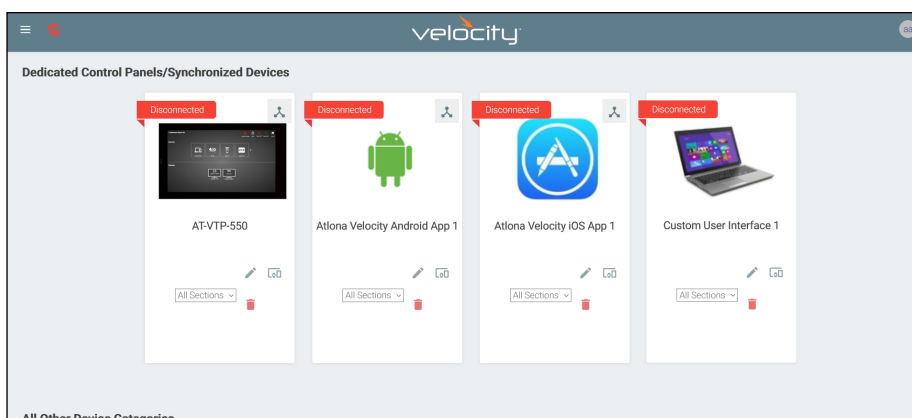 velocity
aa
Dedicated Control Panels/Synchronized Devices
Disconnected
Disconnected
Disconnected
Disconnected
AT-VTP-550
Atlona Velocity Android App 1
Atlona Velocity iOS App 1
Custom User Interface 1
All Sections
All Sections
All Sections
All Sections
All Other Device Categories